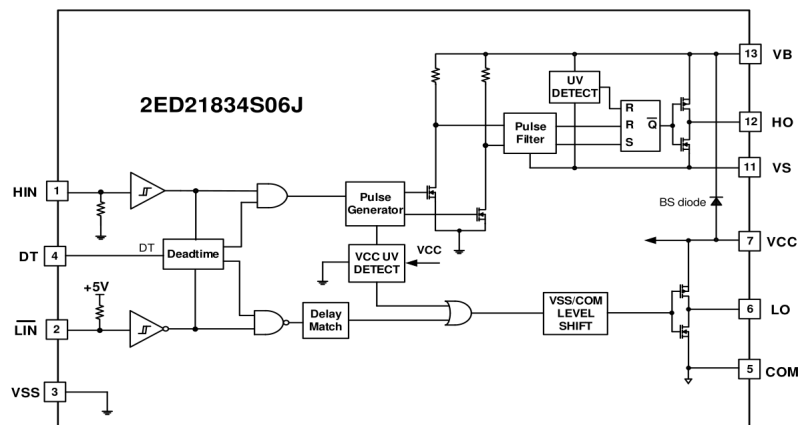 2ED21834S06J
13 VB
UV
DETECT
R
R
S
Q̅
12 HO
Pulse
Filter
11 VS
HIN 1
Pulse
Generator
BS diode
DT 4
DT
Deadtime
VCC UV
DETECT
VCC
7 VCC
+5V
VSS/COM
LEVEL
SHIFT
6 LO
L̅I̅N̅ 2
Delay
Match
5 COM
VSS 3